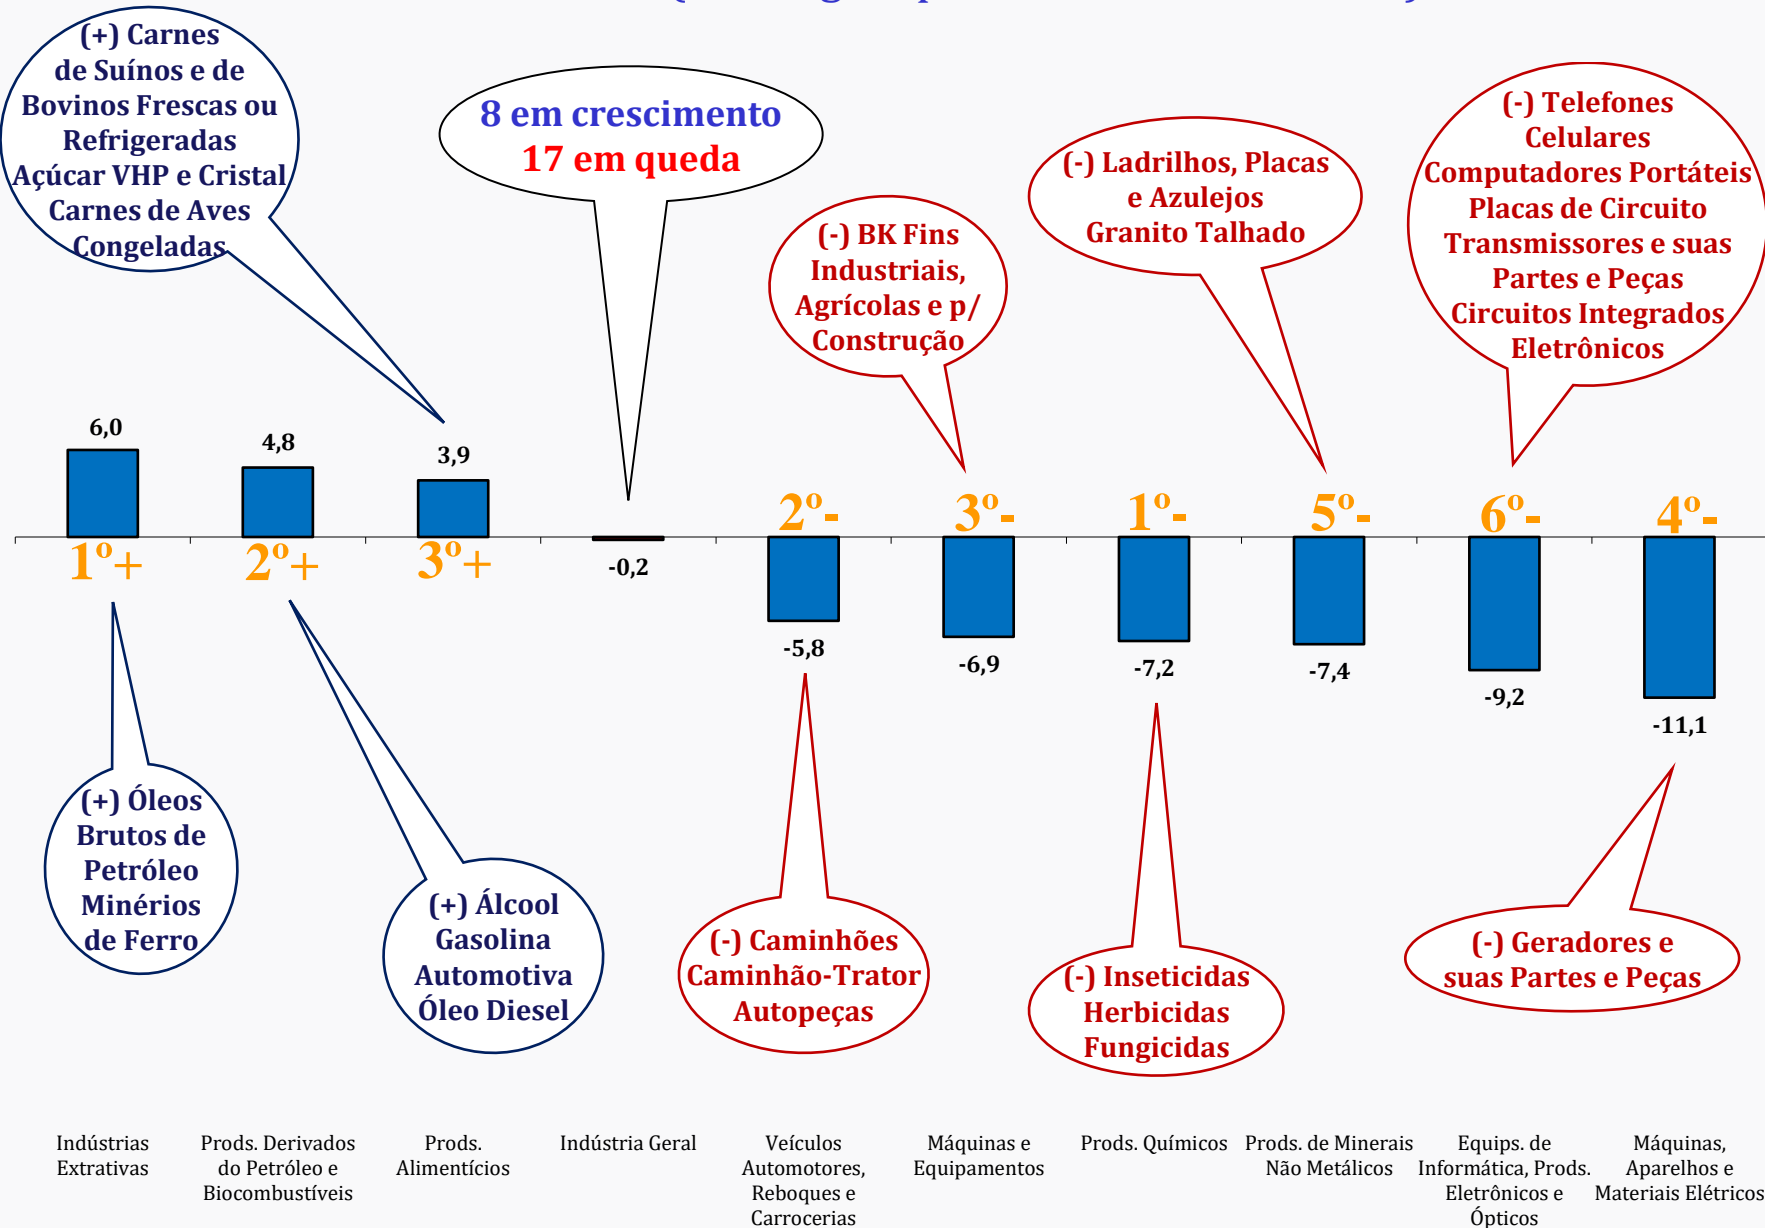 (+) Carnes
de Suínos e de
Bovinos Frescas ou
Refrigeradas
Açúcar VHP e Cristal
Carnes de Aves
Congeladas
8 em crescimento
17 em queda
(-) BK Fins
Industriais,
Agrícolas e p/
Construção
(-) Ladrilhos, Placas
e Azulejos
Granito Talhado
(-) Telefones
Celulares
Computadores Portáteis
Placas de Circuito
Transmissores e suas
Partes e Peças
Circuitos Integrados
Eletrônicos
6,0
4,8
3,9
-0,2
-5,8
-6,9
-7,2
-7,4
-9,2
-11,1
1º+
2º+
3º+
2º-
3º-
1º-
5º-
6º-
4º-
(+) Óleos
Brutos de
Petróleo
Minérios
de Ferro
(+) Álcool
Gasolina
Automotiva
Óleo Diesel
(-) Caminhões
Caminhão-Trator
Autopeças
(-) Inseticidas
Herbicidas
Fungicidas
(-) Geradores e
suas Partes e Peças
Indústrias
Extrativas
Prods. Derivados
do Petróleo e
Biocombustíveis
Prods.
Alimentícios
Indústria Geral
Veículos
Automotores,
Reboques e
Carrocerias
Máquinas e
Equipamentos
Prods. Químicos
Prods. de Minerais
Não Metálicos
Equips. de
Informática, Prods.
Eletrônicos e
Ópticos
Máquinas,
Aparelhos e
Materiais Elétricos